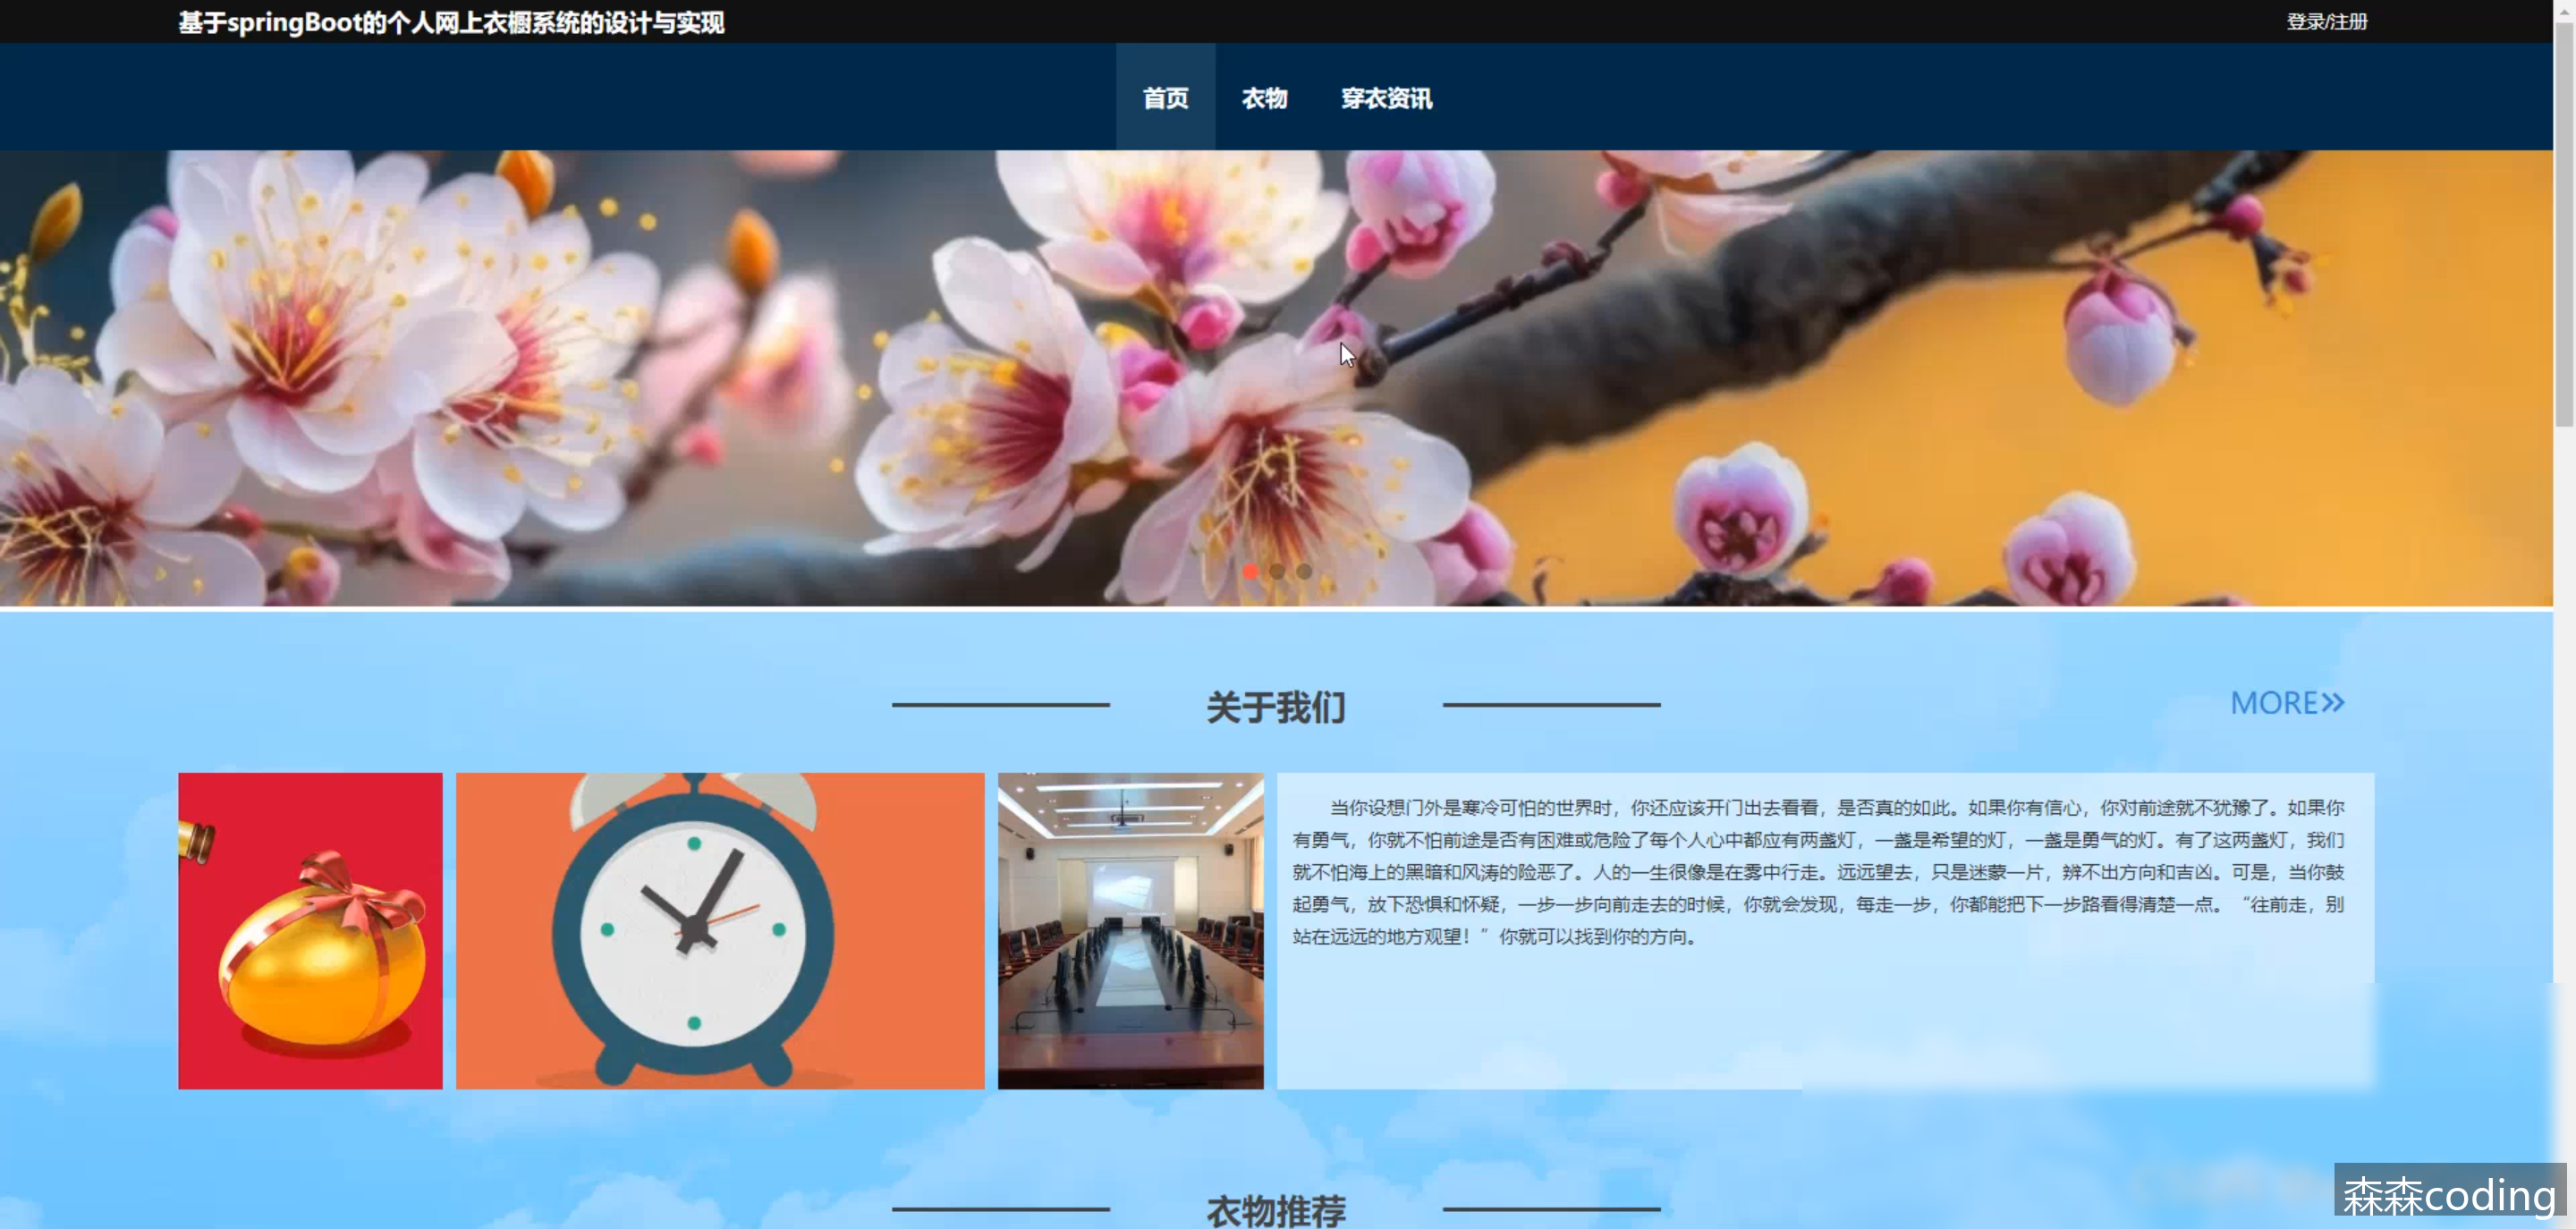 基于springBoot的个人网上衣橱系统的设计与实现
登录/注册
首页
衣物
穿衣资讯
关于我们
MORE
当你设想门外是寒冷可怕的世界时，你还应该开门出去看看，是否真的如此。如果你有信心，你对前途就不犹豫了。如果你
有勇气，你就不怕前途是否有困难或危险了每个人心中都应有两盏灯，一盏是希望的灯，一盏是勇气的灯。有了这两盏灯，我们
就不怕海上的黑暗和风涛的险恶了。人的一生很像是在雾中行走。远远望去，只是迷蒙一片，辨不出方向和吉凶。可是，当你鼓
起勇气，放下恐惧和怀疑，一步一步向前走去的时候，你就会发现，每走一步，你都能把下一步路看得清楚一点。“往前走，别
站在远远的地方观望！”你就可以找到你的方向。
衣物推荐
森森coding